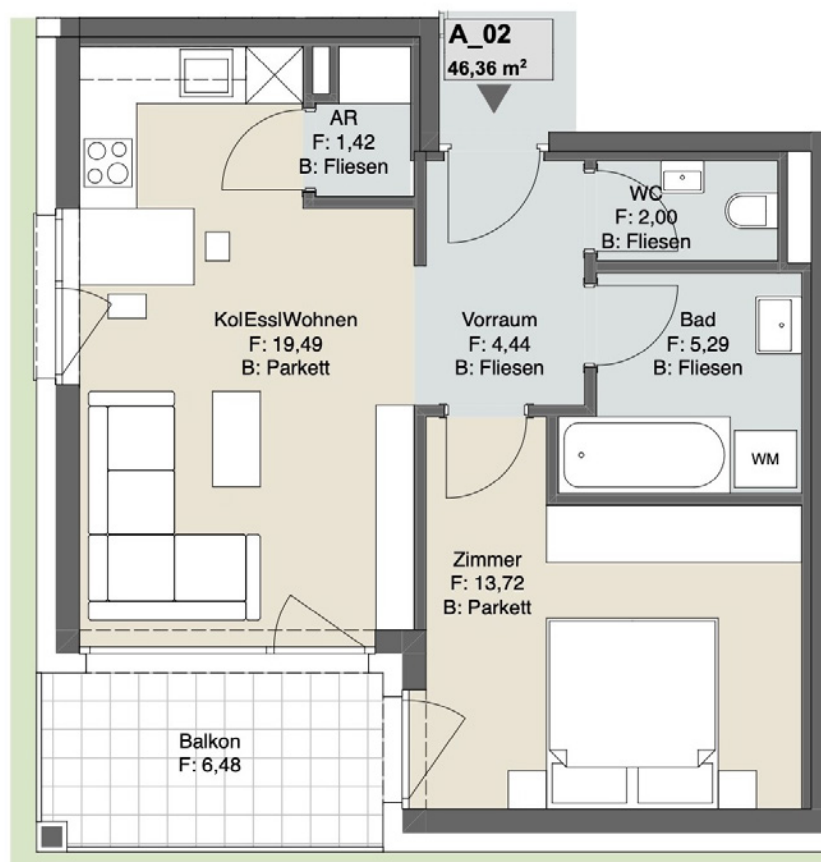 A_02
46,36 m²
AR
F: 1,42
B: Fliesen
WC
F: 2,00
B: Fliesen
KolEsslWohnen
F: 19,49
B: Parkett
Vorraum
F: 4,44
B: Fliesen
Bad
F: 5,29
B: Fliesen
WM
Zimmer
F: 13,72
B: Parkett
Balkon
F: 6,48